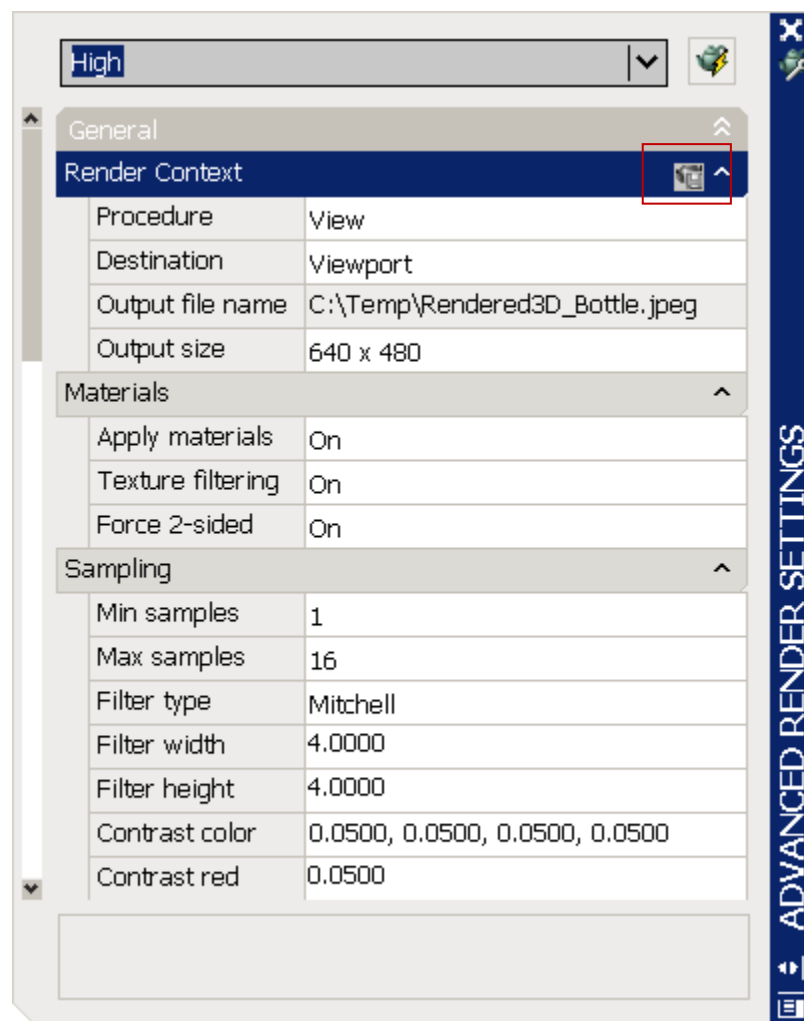 High
General
Render Context
Procedure View
Destination Viewport
Output file name C:\Temp\Rendered3D_Bottle.jpeg
Output size 640 x 480
Materials
Apply materials On
Texture filtering On
Force 2-sided On
Sampling
Min samples 1
Max samples 16
Filter type Mitchell
Filter width 4.0000
Filter height 4.0000
Contrast color 0.0500, 0.0500, 0.0500, 0.0500
Contrast red 0.0500
ADVANCED RENDER SETTINGS